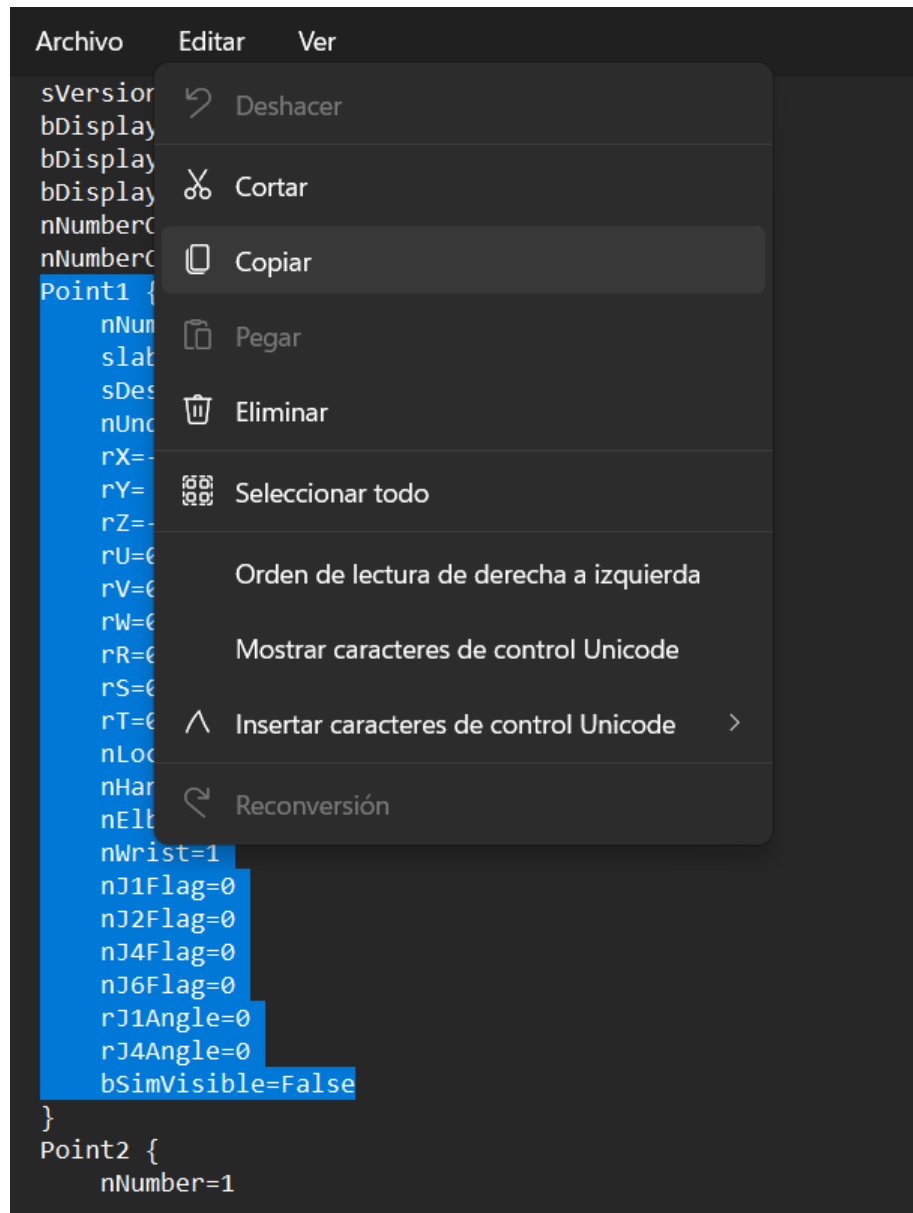 Archivo Editar Ver
sVersion
bDisplay
bDisplay
bDisplay
nNumber
nNumber
Point1 {
nNum
slab
sDes
nUnd
rX=-
rY=
rZ=-
rU=0
rV=0
rW=0
rR=0
rS=0
rT=0
nLoc
nHan
nElb
nWrist=1
nJ1Flag=0
nJ2Flag=0
nJ4Flag=0
nJ6Flag=0
rJ1Angle=0
rJ4Angle=0
bSimVisible=False
}
Point2 {
nNumber=1
Deshacer
Cortar
Copiar
Pegar
Eliminar
Seleccionar todo
Orden de lectura de derecha a izquierda
Mostrar caracteres de control Unicode
Insertar caracteres de control Unicode
Reconversión